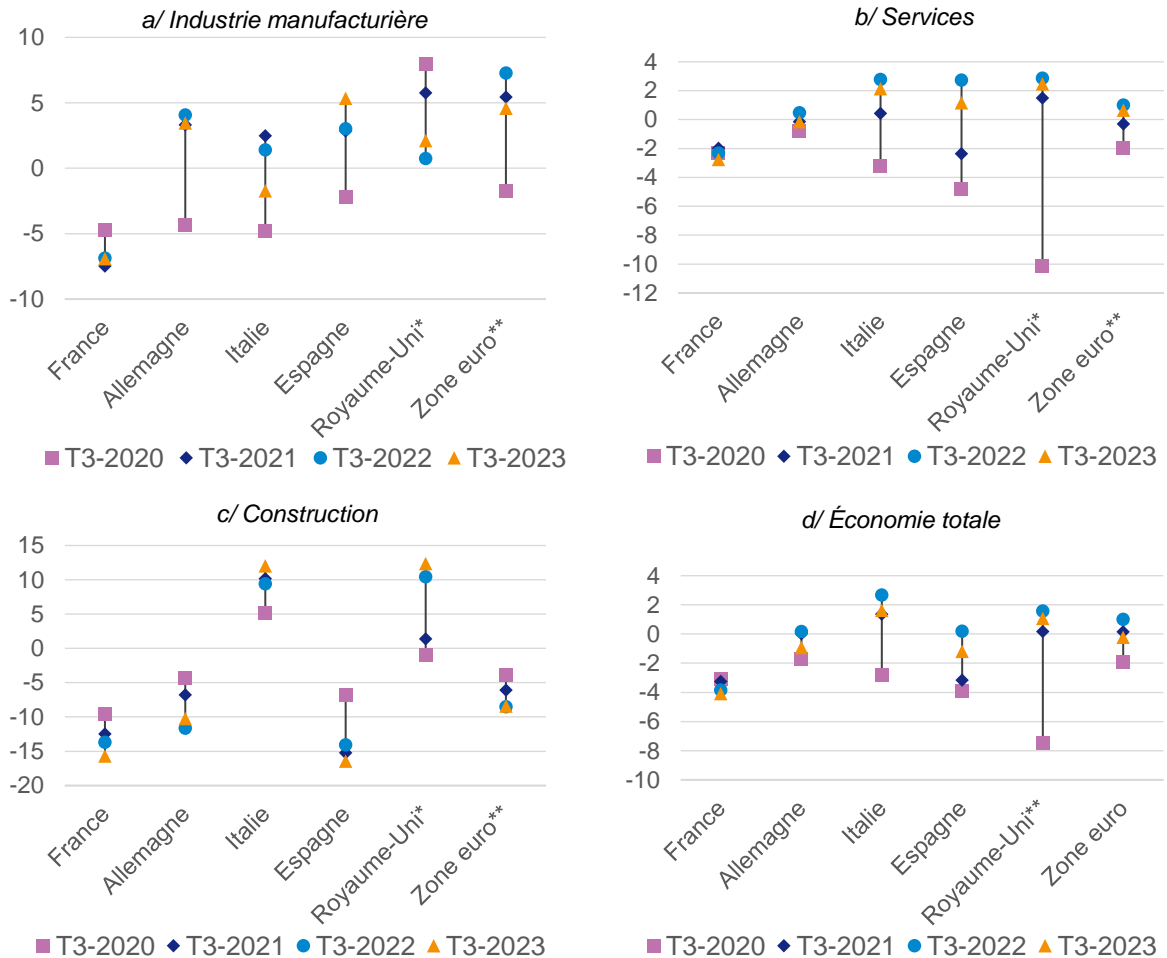 a/ Industrie manufacturière
10
5
0
-5
-10
France
Allemagne
Italie
Espagne
Royaume-Uni*
Zone euro**
T3-2020 T3-2021 T3-2022 T3-2023
b/ Services
4
2
0
-2
-4
-6
-8
-10
-12
France
Allemagne
Italie
Espagne
Royaume-Uni*
Zone euro**
T3-2020 T3-2021 T3-2022 T3-2023
c/ Construction
15
10
5
0
-5
-10
-15
-20
France
Allemagne
Italie
Espagne
Royaume-Uni*
Zone euro**
T3-2020 T3-2021 T3-2022 T3-2023
d/ Économie totale
4
2
0
-2
-4
-6
-8
-10
France
Allemagne
Italie
Espagne
Royaume-Uni**
Zone euro
T3-2020 T3-2021 T3-2022 T3-2023